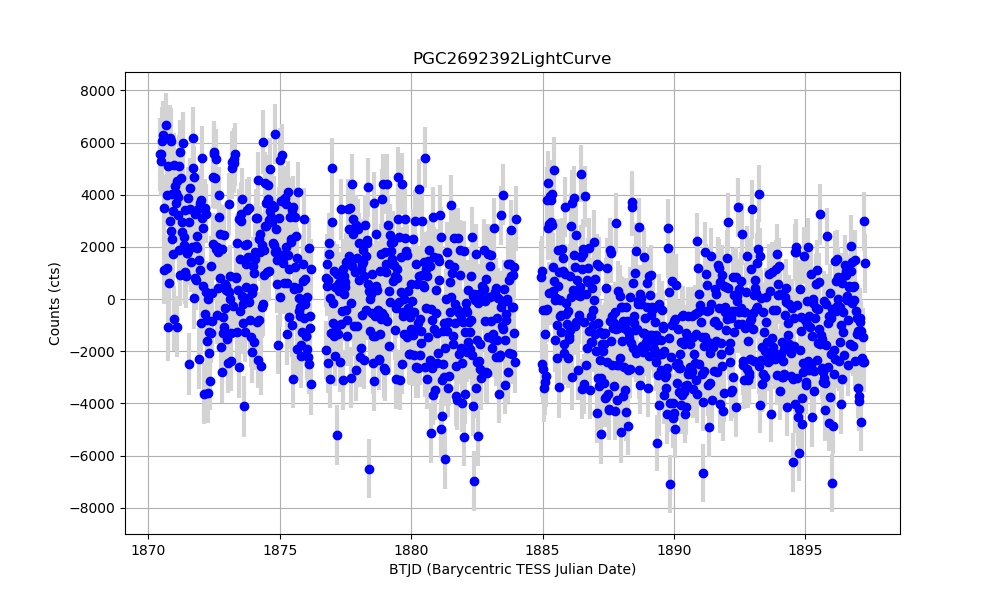 PGC2692392LightCurve
8000
6000
4000
2000
0
−2000
−4000
−6000
−8000
Counts (cts)
1870 1875 1880 1885 1890 1895
BTJD (Barycentric TESS Julian Date)